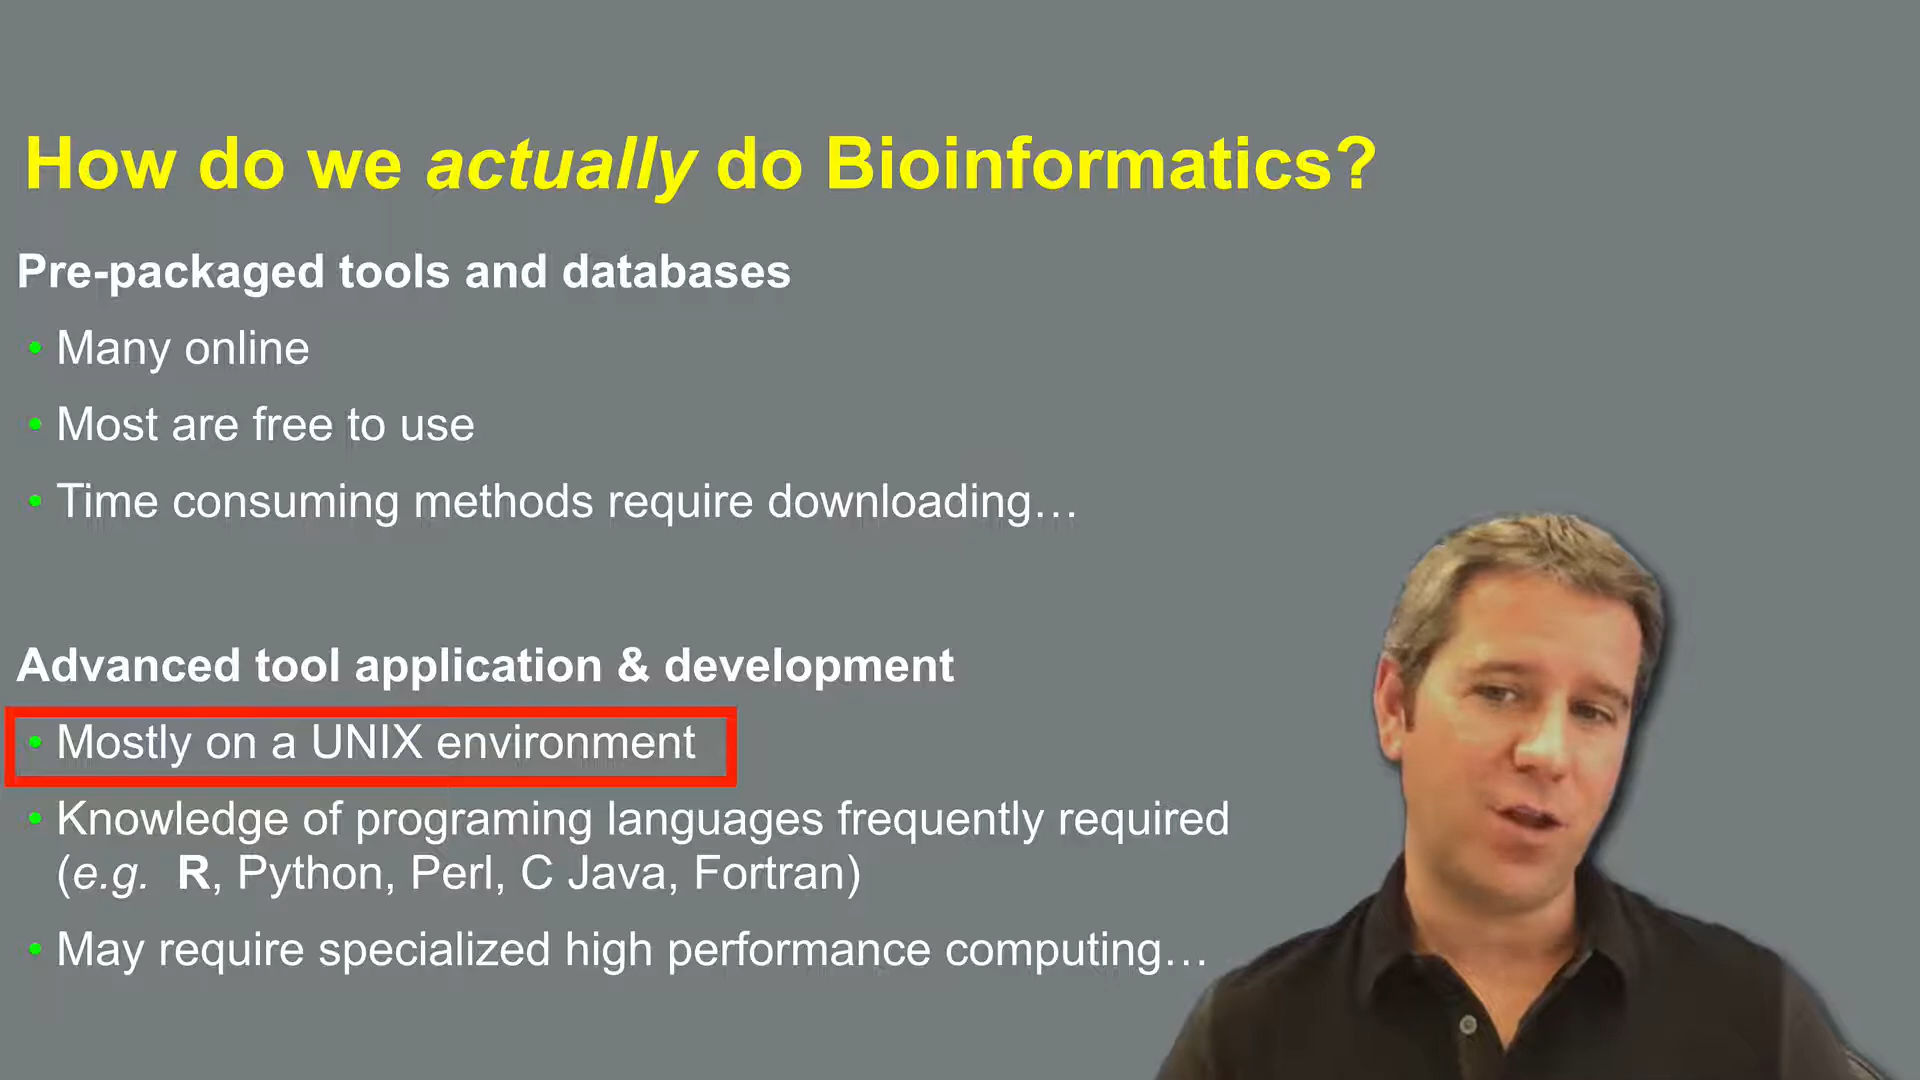 How do we actually do Bioinformatics?
Pre-packaged tools and databases
• Many online
• Most are free to use
• Time consuming methods require downloading…
Advanced tool application & development
• Mostly on a UNIX environment
• Knowledge of programing languages frequently required
(e.g. R, Python, Perl, C Java, Fortran)
• May require specialized high performance computing…